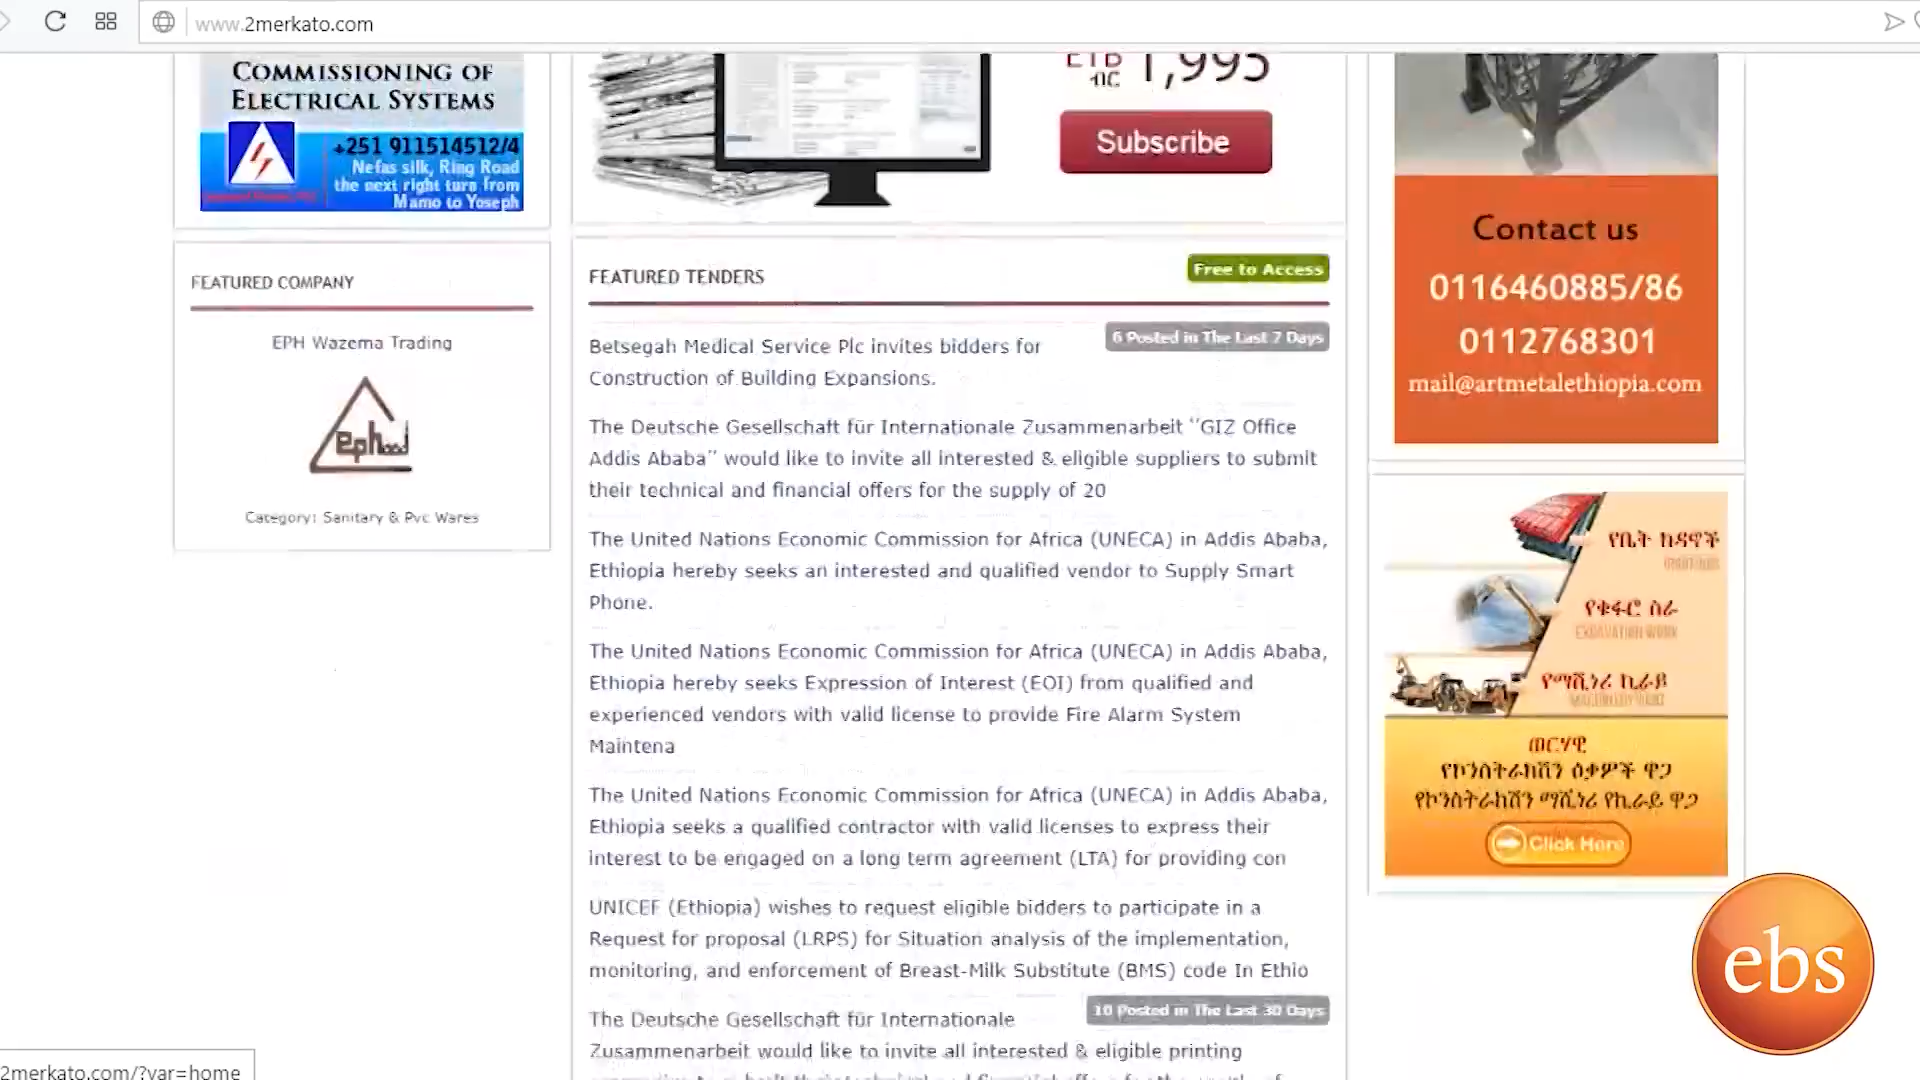 www.2merkato.com
COMMISSIONING OF
ELECTRICAL SYSTEMS
+251 911514512/4
Nefas silk, Ring Road
the next right turn from
Mamo to Yoseph
FEATURED COMPANY
EPH Wazema Trading
eph
Category: Sanitary & Pvc Wares
ETB 1,995
ብር
Subscribe
FEATURED TENDERS
Free to Access
6 Posted in The Last 7 Days
Betsegah Medical Service Plc invites bidders for
Construction of Building Expansions.
The Deutsche Gesellschaft für Internationale Zusammenarbeit "GIZ Office
Addis Ababa" would like to invite all interested & eligible suppliers to submit
their technical and financial offers for the supply of 20
The United Nations Economic Commission for Africa (UNECA) in Addis Ababa,
Ethiopia hereby seeks an interested and qualified vendor to Supply Smart
Phone.
The United Nations Economic Commission for Africa (UNECA) in Addis Ababa,
Ethiopia hereby seeks Expression of Interest (EOI) from qualified and
experienced vendors with valid license to provide Fire Alarm System
Maintena
The United Nations Economic Commission for Africa (UNECA) in Addis Ababa,
Ethiopia seeks a qualified contractor with valid licenses to express their
interest to be engaged on a long term agreement (LTA) for providing con
UNICEF (Ethiopia) wishes to request eligible bidders to participate in a
Request for proposal (LRPS) for Situation analysis of the implementation,
monitoring, and enforcement of Breast-Milk Substitute (BMS) code In Ethio
10 Posted in The Last 30 Days
The Deutsche Gesellschaft für Internationale
Zusammenarbeit would like to invite all interested & eligible printing
Contact us
0116460885/86
0112768301
mail@artmetalethiopia.com
የቤት ክዳኖች
የቁፋሮ ስራ
EXCAVATION WORK
የማሺነሪ ኪራይ
MACHINERY RENT
ወርሃዊ
የኮንስትራክሽን ዕቃዎች ዋጋ
የኮንስትራክሽን ማሺነሪ የኪራይ ዋጋ
Click Here
ebs
2merkato.com/?var=home